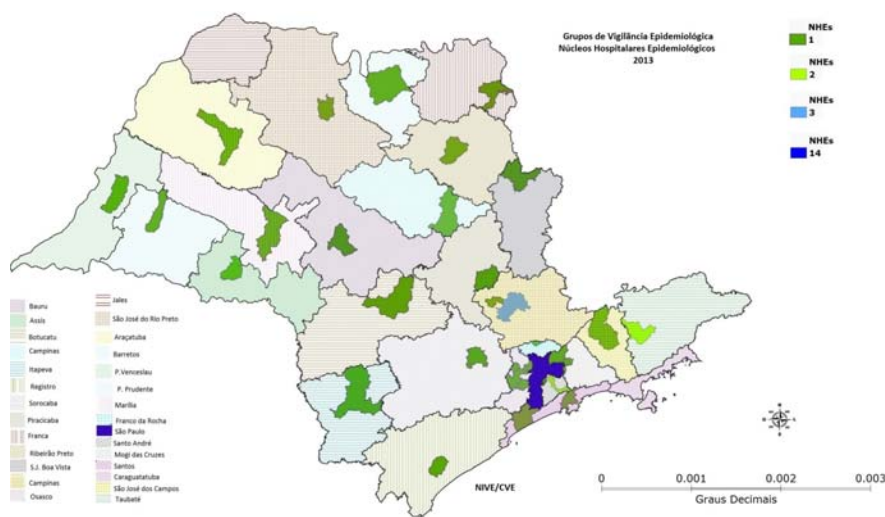 Grupos de Vigilância Epidemiológica
Núcleos Hospitalares Epidemiológicos
2013
NHEs
1
NHEs
2
NHEs
3
NHEs
14
Bauru
Assis
Botucatu
Campinas
Itapeva
Registro
Sorocaba
Piracicaba
Franca
Ribeirão Preto
S.J. Boa Vista
Campinas
Osasco
Jales
São José do Rio Preto
Araçatuba
Barretos
P.Venceslau
P. Prudente
Marília
Franco da Rocha
São Paulo
Santo André
Mogi das Cruzes
Santos
Caraguatatuba
São José dos Campos
Taubaté
NIVE/CVE
0 0.001 0.002 0.003
Graus Decimais